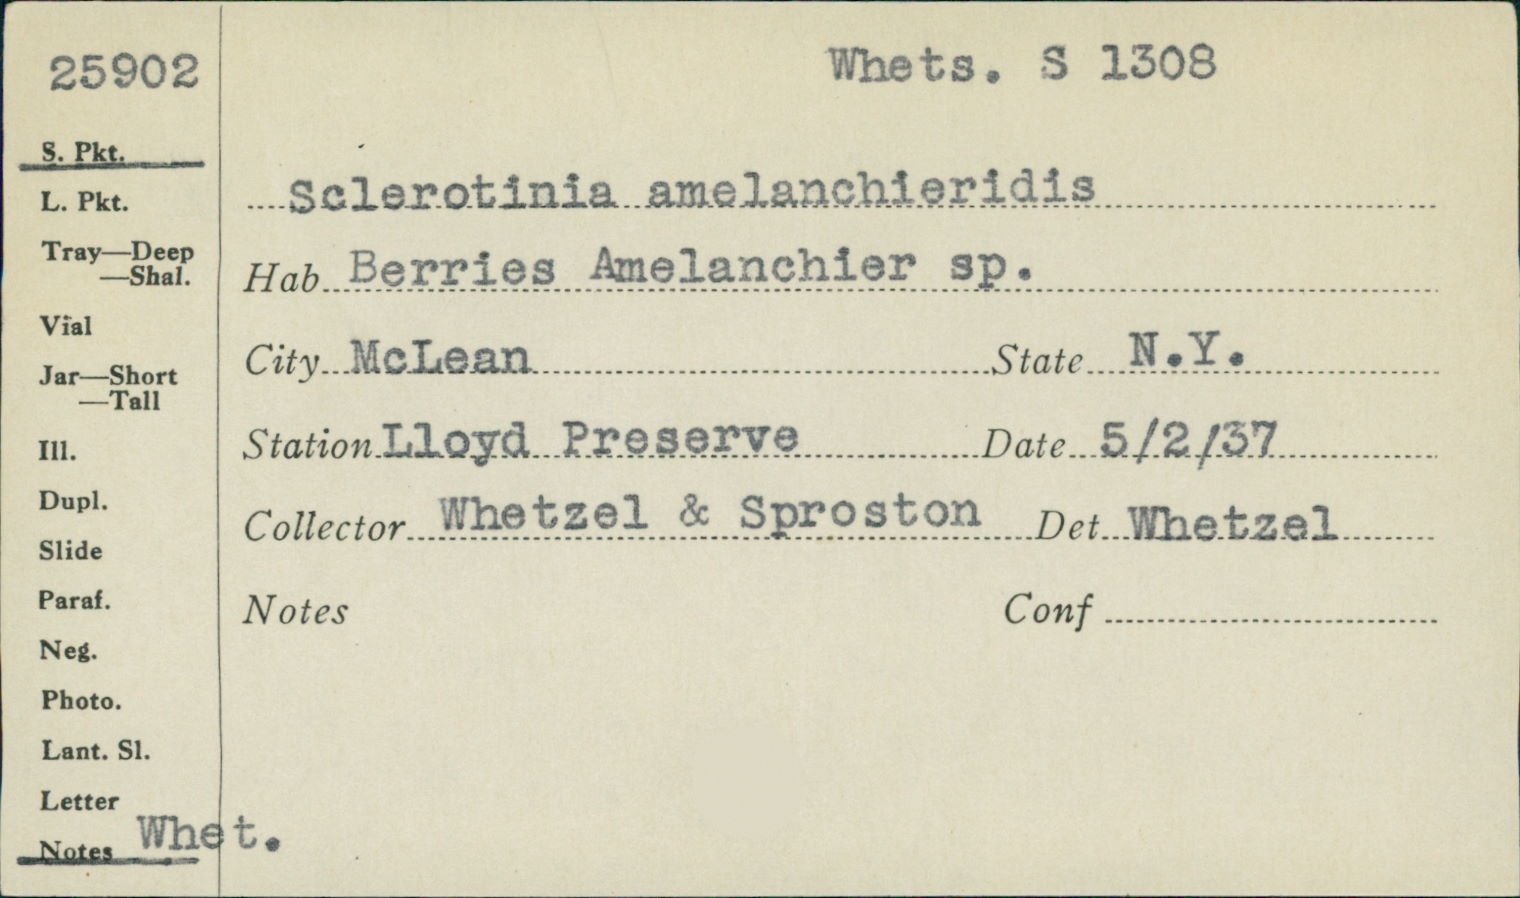 25902
Whets. S 1308
S. Pkt.
L. Pkt.
Tray—Deep
—Shal.
Vial
Jar—Short
—Tall
Ill.
Dupl.
Slide
Paraf.
Neg.
Photo.
Lant. Sl.
Letter
Notes Whet.
Sclerotinia amelanchieridis
Hab Berries Amelanchier sp.
City McLean State N.Y.
Station Lloyd Preserve Date 5/2/37
Collector Whetzel & Sproston Det Whetzel
Notes Conf